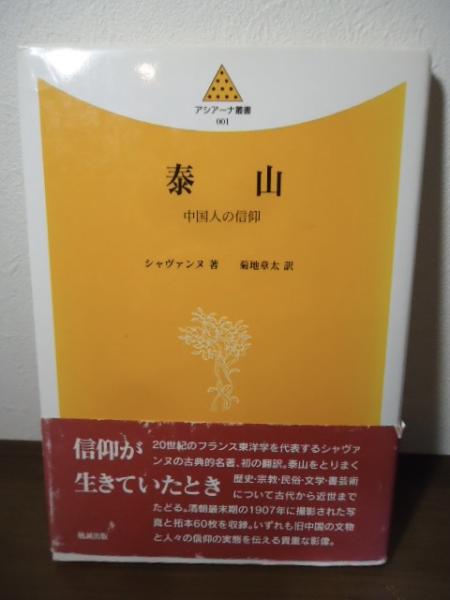 アジアーナ叢書
001
泰山
中国人の信仰
シャヴァンヌ 著 菊地章太 訳
信仰が
生きていたとき
20世紀のフランス東洋学を代表するシャヴァ
ンヌの古典的名著、初の翻訳。泰山をとりまく
歴史・宗教・民俗・文学・書芸術
について古代から近世まで
たどる。清朝最末期の1907年に撮影された写
真と拓本60枚を収録。いずれも旧中国の文物
と人々の信仰の実態を伝える貴重な影像。
勉誠出版